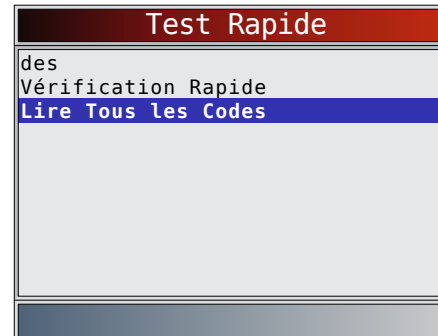 Test Rapide
des
Vérification Rapide
Lire Tous les Codes